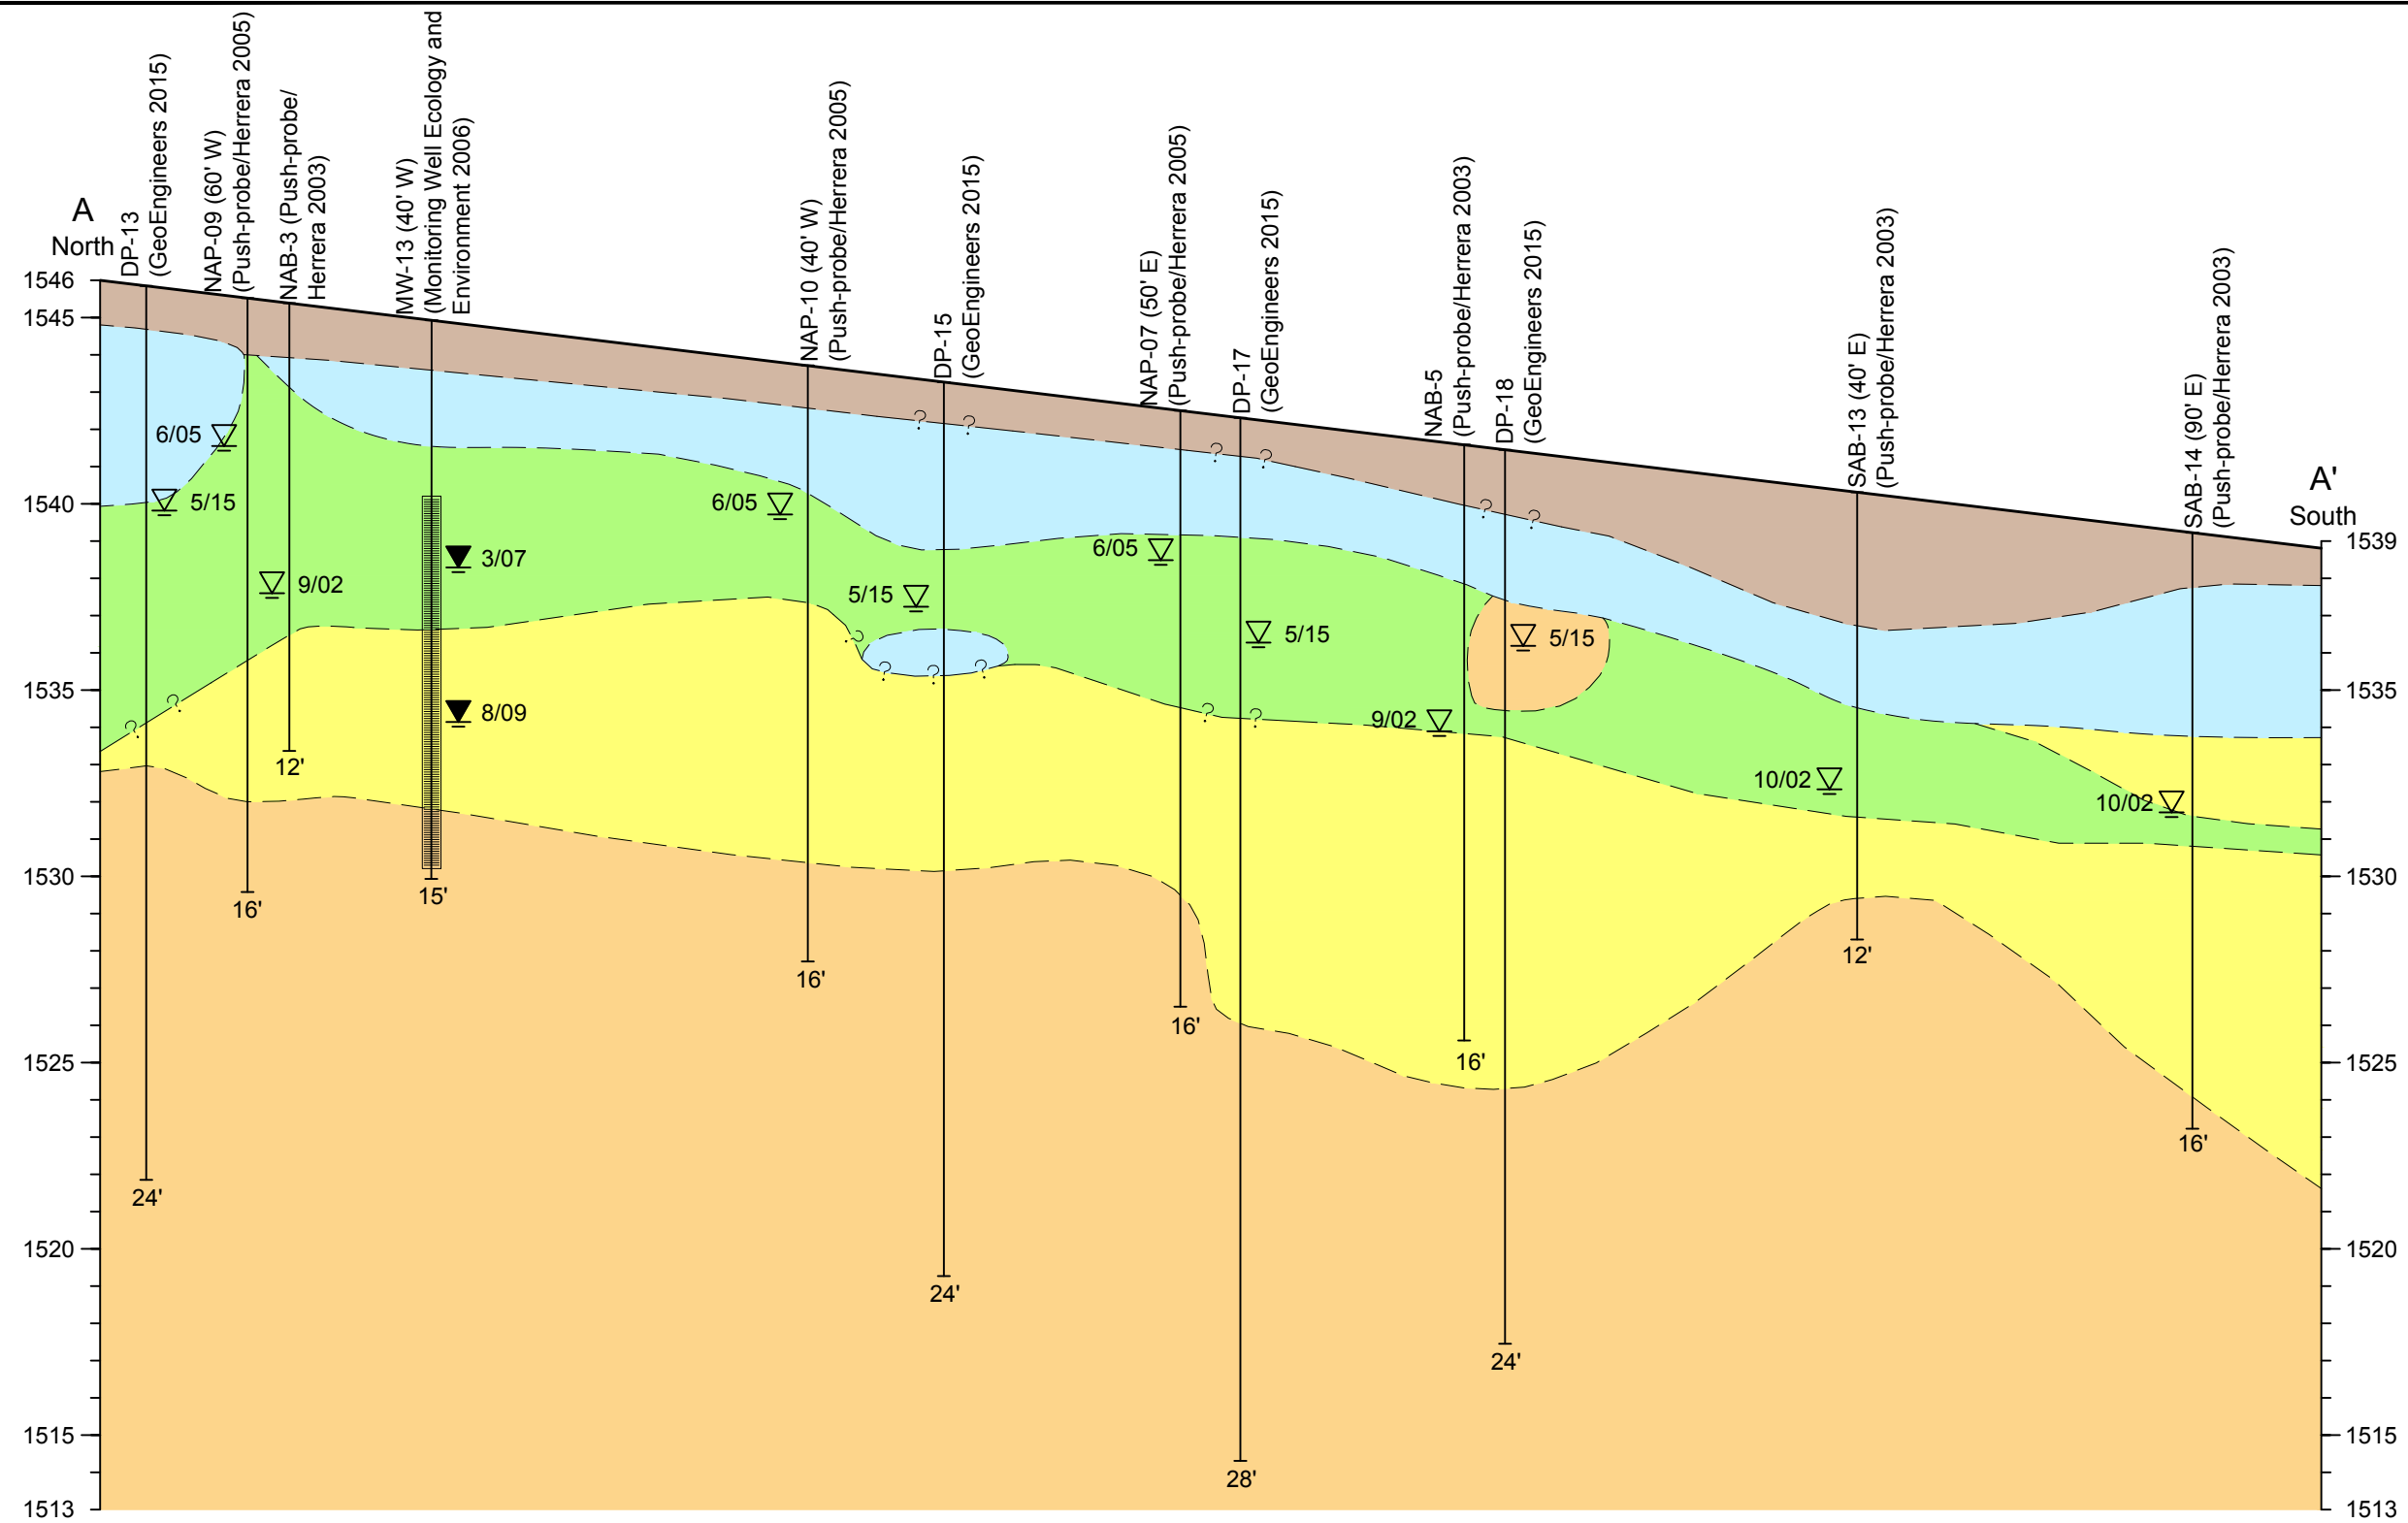 A
North
DP-13
(GeoEngineers 2015)
NAP-09 (60' W)
(Push-probe/Herrera 2005)
NAB-3 (Push-probe/
Herrera 2003)
MW-13 (40' W)
(Monitoring Well Ecology and
Environment 2006)
NAP-10 (40' W)
(Push-probe/Herrera 2005)
DP-15
(GeoEngineers 2015)
NAP-07 (50' E)
(Push-probe/Herrera 2005)
DP-17
(GeoEngineers 2015)
NAB-5
(Push-probe/Herrera 2003)
DP-18
(GeoEngineers 2015)
SAB-13 (40' E)
(Push-probe/Herrera 2003)
SAB-14 (90' E)
(Push-probe/Herrera 2003)
A'
South
1546
1545
1540
1535
1530
1525
1520
1515
1513
1539
1535
1530
1525
1520
1515
1513
6/05
5/15
9/02
3/07
8/09
6/05
5/15
6/05
5/15
9/02
5/15
10/02
10/02
?
?
?
?
?
?
?
?
?
?
?
?
?
?
24'
16'
12'
15'
16'
24'
16'
28'
16'
24'
12'
16'